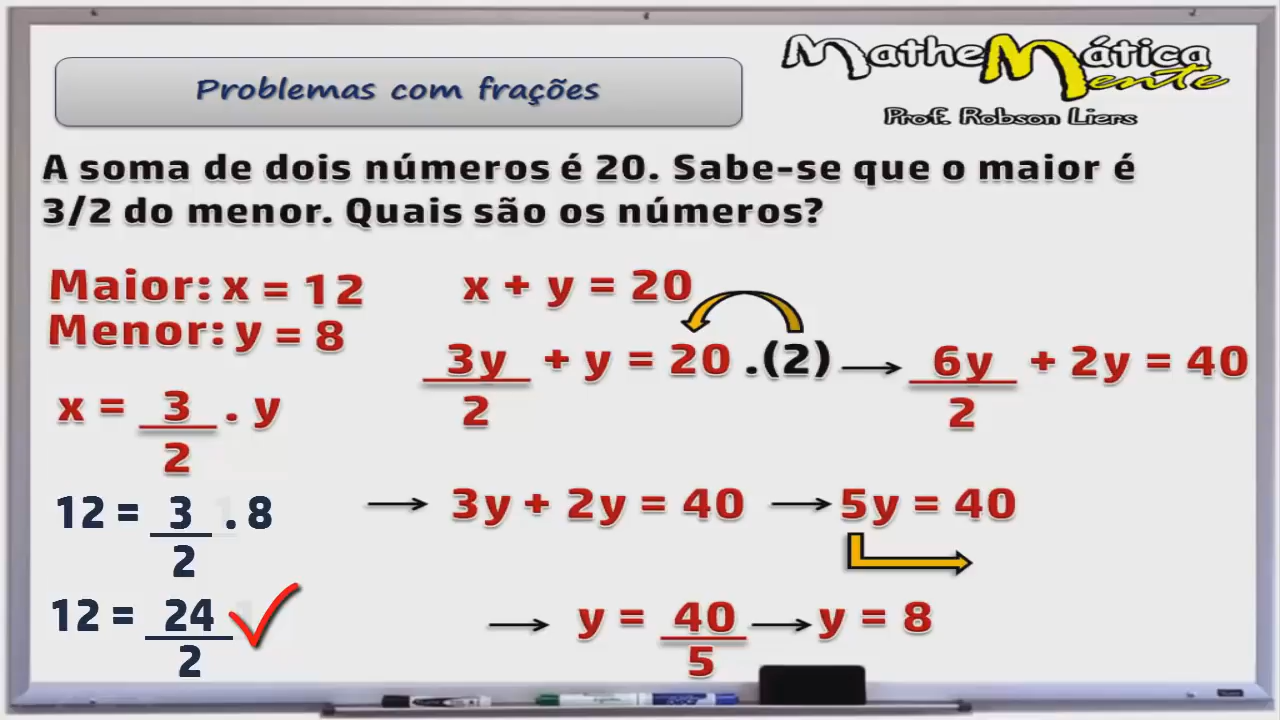 Problemas com frações
MatheMática
mente
Prof. Robson Liers
A soma de dois números é 20. Sabe-se que o maior é
3/2 do menor. Quais são os números?
Maior: x = 12
Menor: y = 8
x = 3/2 . y
12 = 3/2 . 8
12 = 24/2 ✓
x + y = 20
3y/2 + y = 20 .(2) → 6y/2 + 2y = 40
→ 3y + 2y = 40 → 5y = 40
→ y = 40/5 → y = 8